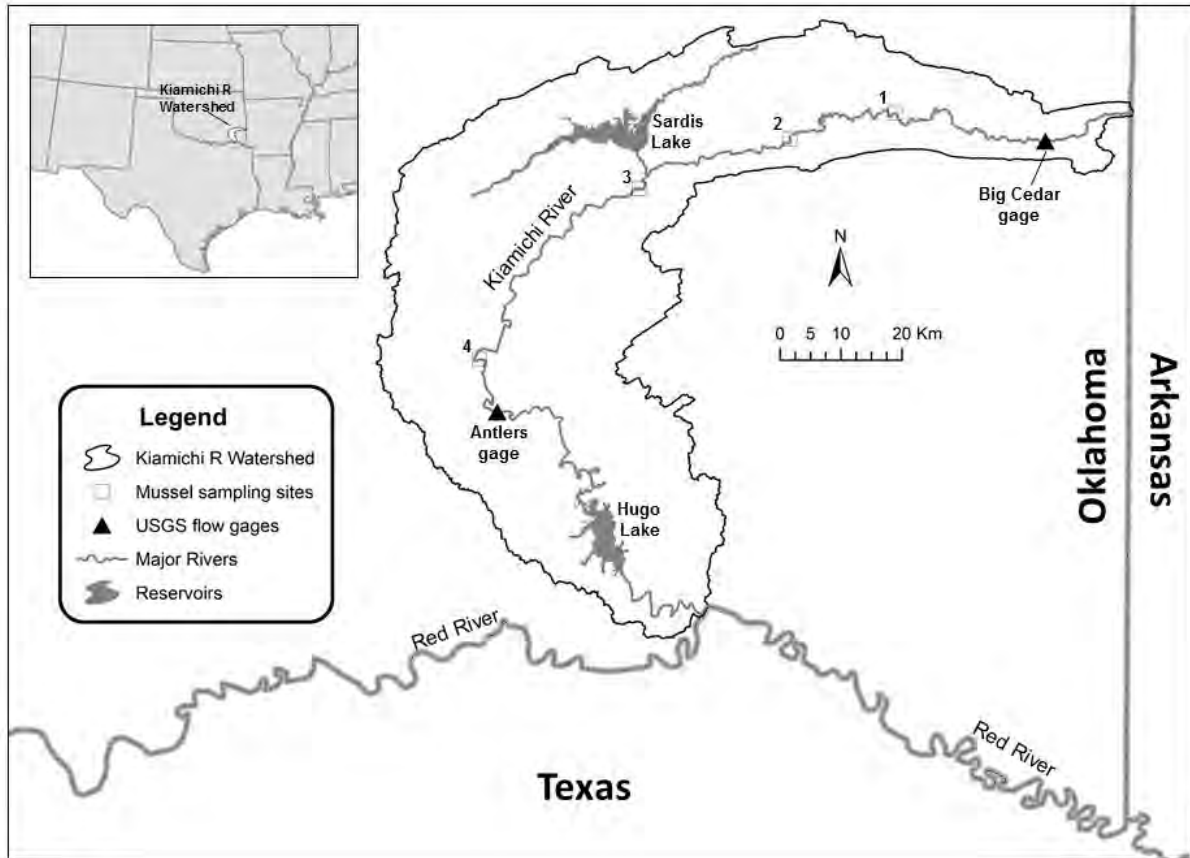 Kiamichi R
Watershed
1
2
Sardis
Lake
3
Big Cedar
gage
Kiamichi River
N
0 5 10 20 Km
4
Antlers
gage
Hugo
Lake
Oklahoma
Arkansas
Legend
Kiamichi R Watershed
Mussel sampling sites
USGS flow gages
Major Rivers
Reservoirs
Red River
Red River
Texas